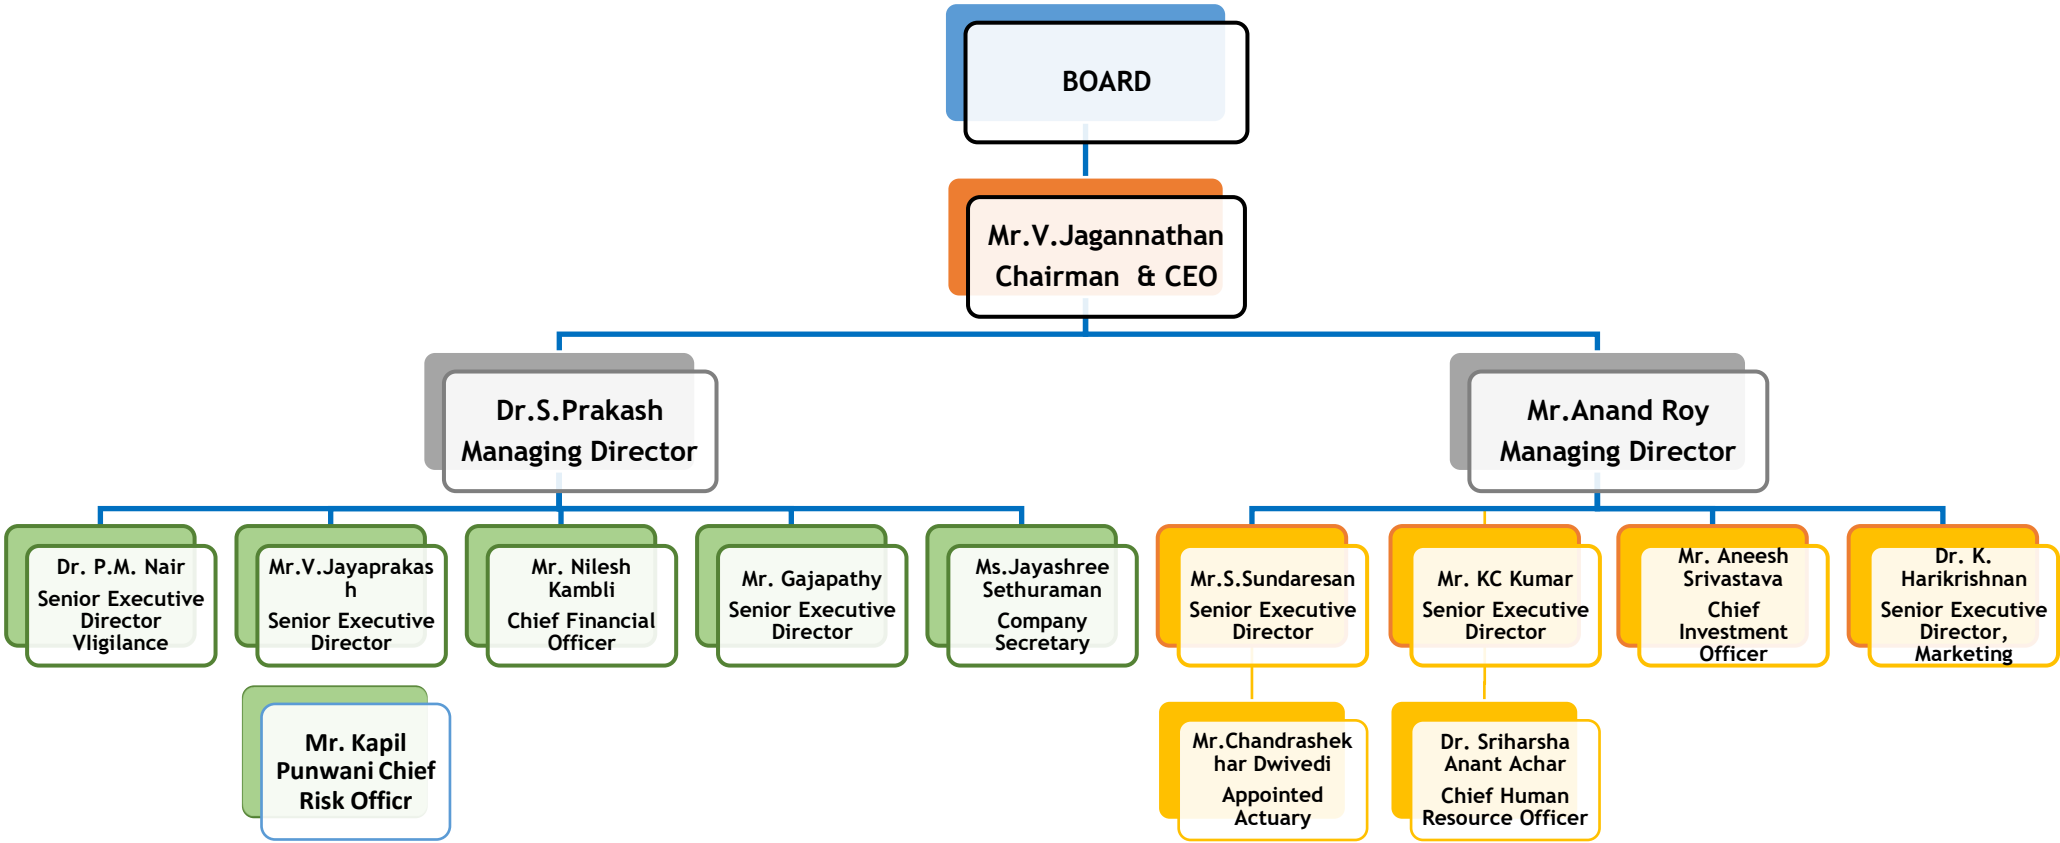 BOARD
Mr.V.Jagannathan
Chairman & CEO
Dr.S.Prakash
Managing Director
Mr.Anand Roy
Managing Director
Dr. P.M. Nair
Senior Executive
Director
VIigilance
Mr.V.Jayaprakas
h
Senior Executive
Director
Mr. Nilesh
Kambli
Chief Financial
Officer
Mr. Gajapathy
Senior Executive
Director
Ms.Jayashree
Sethuraman
Company
Secretary
Mr.S.Sundaresan
Senior Executive
Director
Mr. KC Kumar
Senior Executive
Director
Mr. Aneesh
Srivastava
Chief
Investment
Officer
Dr. K.
Harikrishnan
Senior Executive
Director,
Marketing
Mr. Kapil
Punwani Chief
Risk Officr
Mr.Chandrashek
har Dwivedi
Appointed
Actuary
Dr. Sriharsha
Anant Achar
Chief Human
Resource Officer